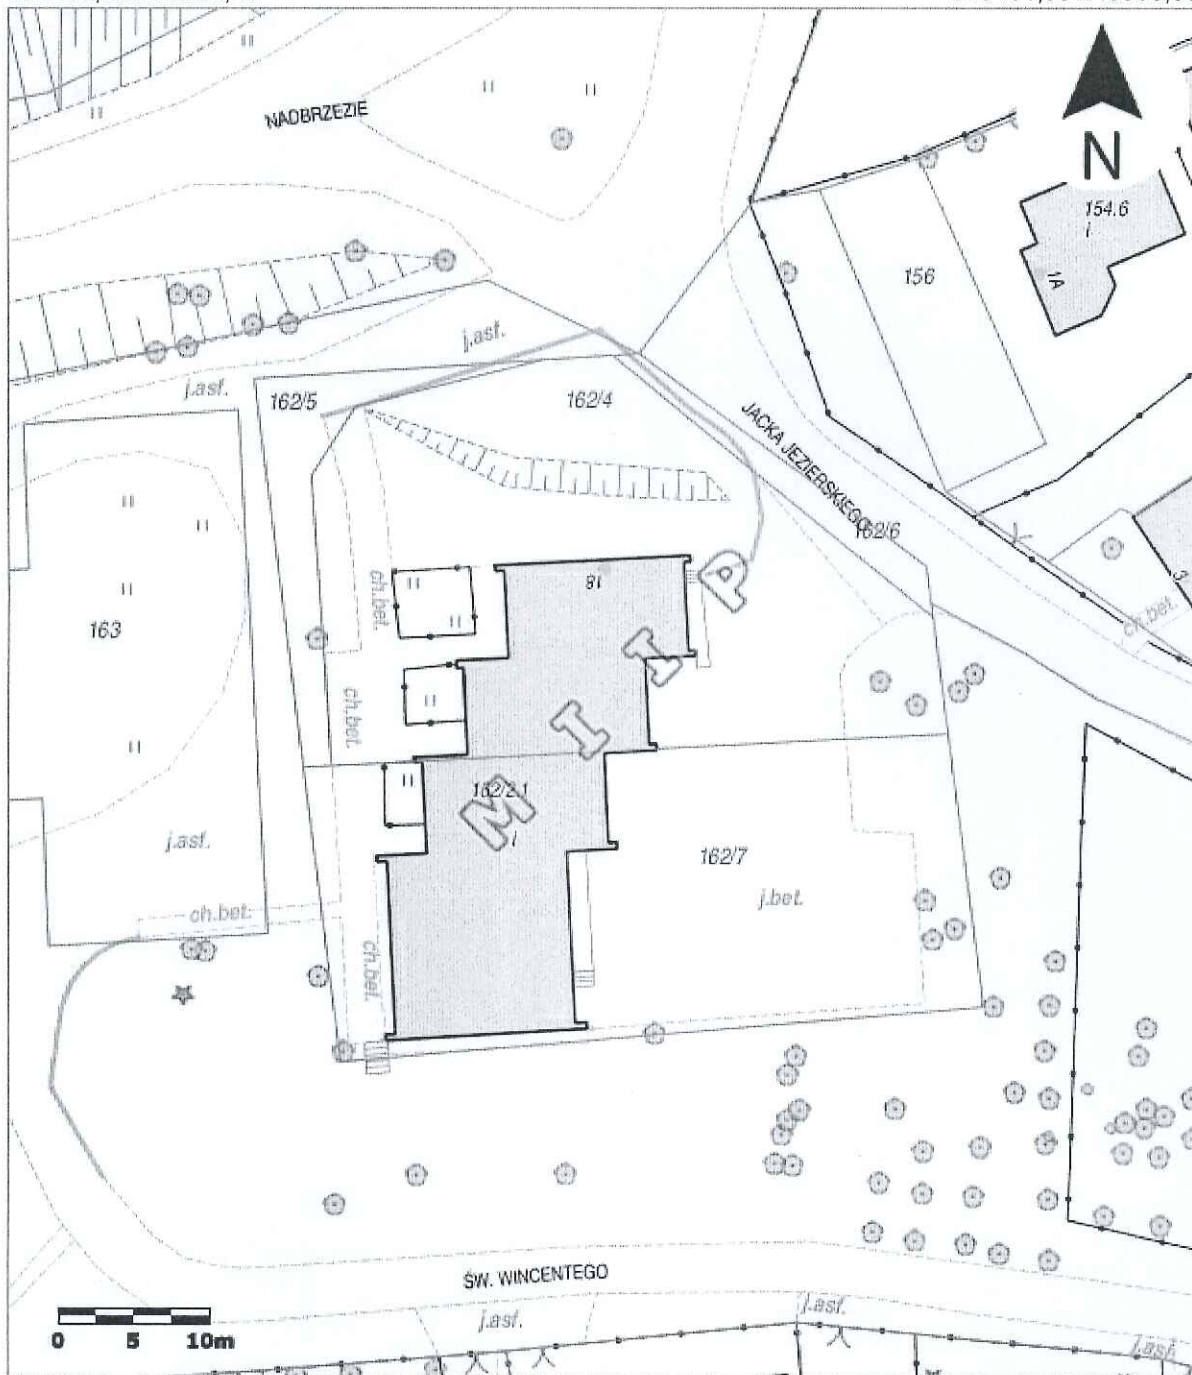 NADBRZEZIE
N
154.6
i
1A
156
j.asf.
j.asf.
162/5
162/4
JACKA JEZIERSKIEGO
162/6
3
ch.bet.
163
ch.bet.
ch.bet.
P
I
I
M
162/2.1
i
162/7
j.bet.
j.asf.
ch.bet.
ch.bet.
ŚW. WINCENTEGO
j.asf.
j.asf.
j.asf.
0 5 10m